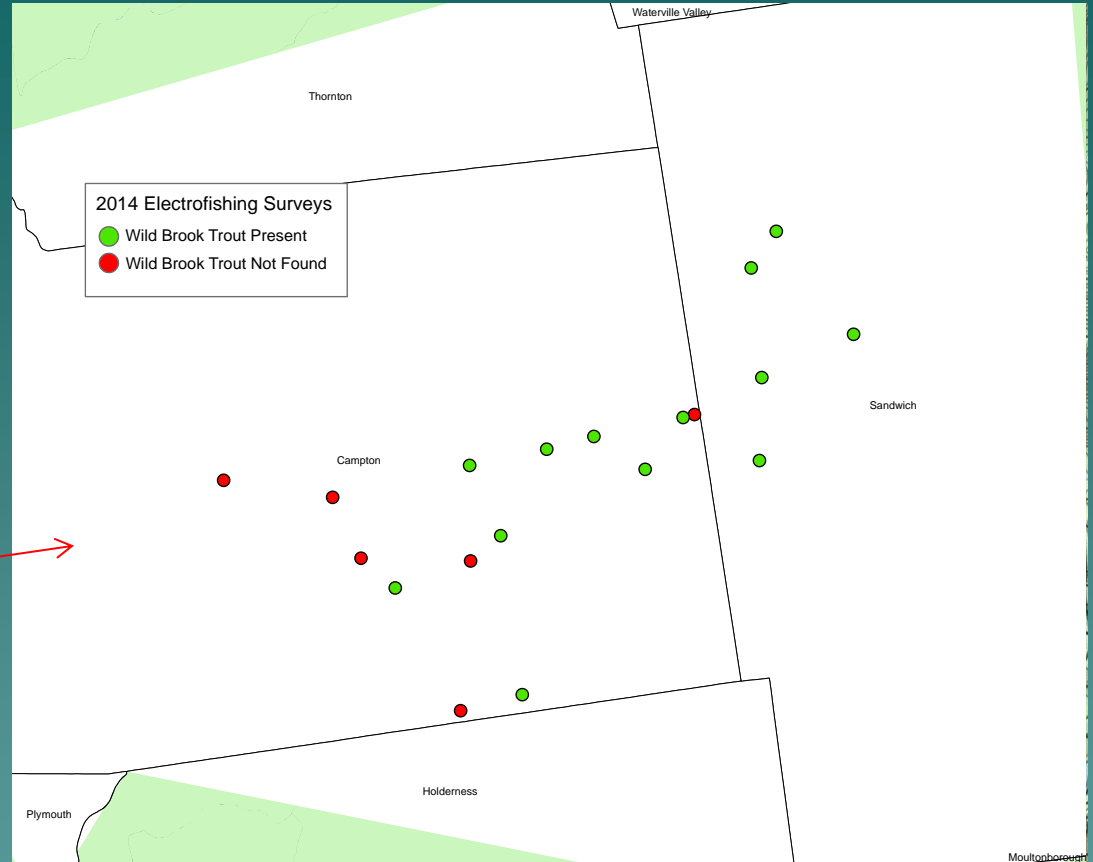 Waterville Valley
Thornton
2014 Electrofishing Surveys
Wild Brook Trout Present
Wild Brook Trout Not Found
Sandwich
Campton
Holderness
Plymouth
Moultonborough